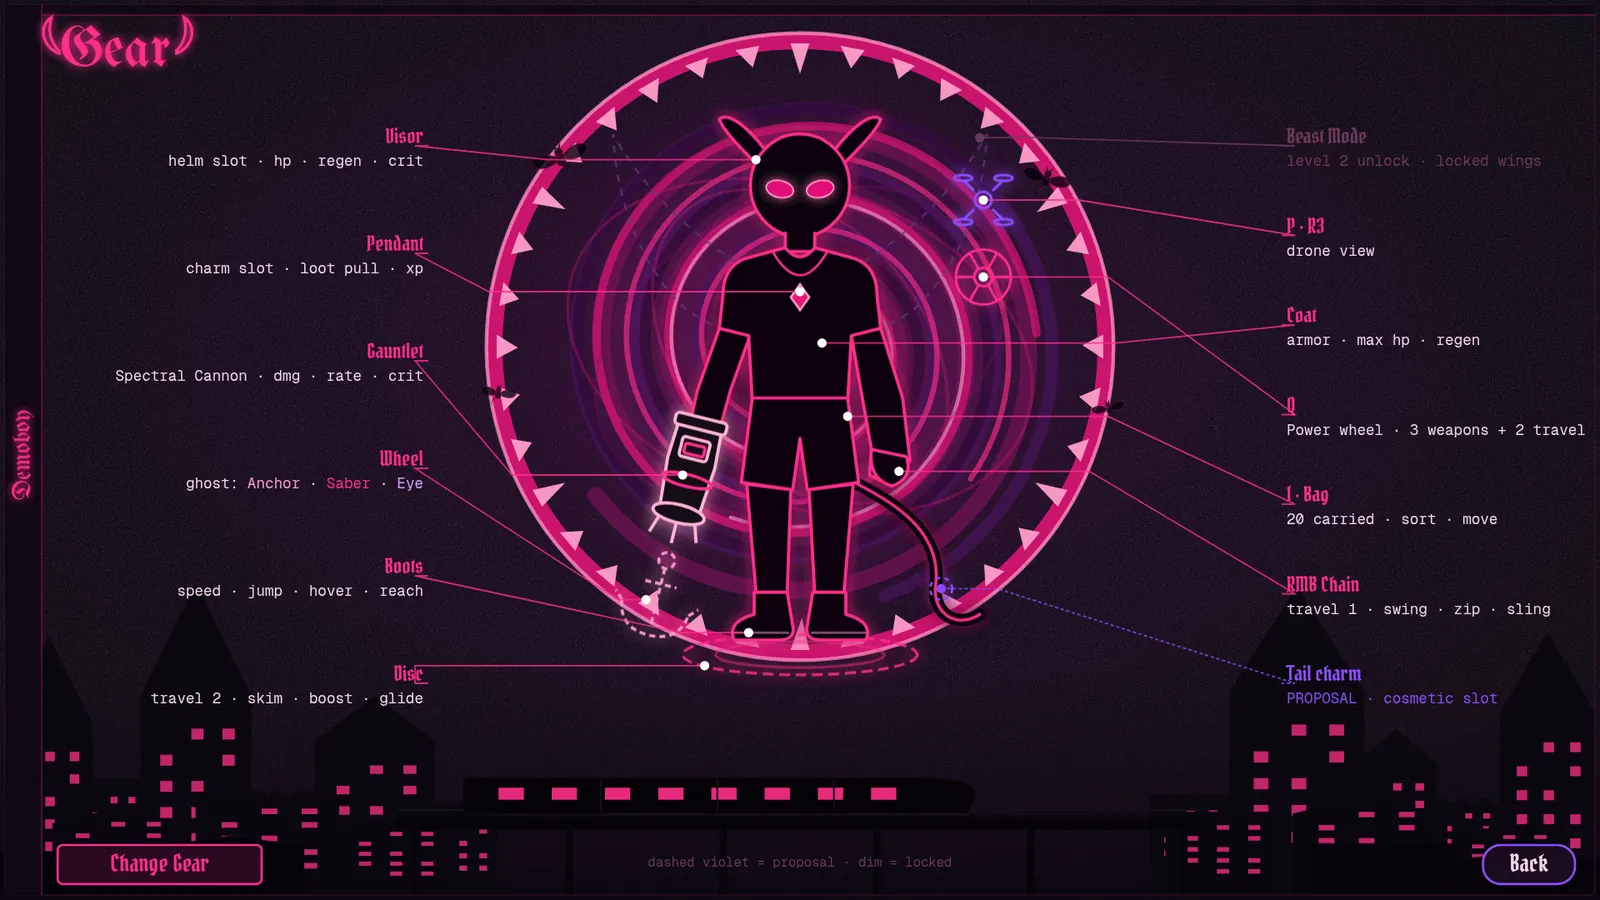 Gear
Demoboy
Visor
helm slot · hp · regen · crit
Pendant
charm slot · loot pull · xp
Gauntlet
Spectral Cannon · dmg · rate · crit
Wheel
ghost: Anchor · Saber · Eye
Boots
speed · jump · hover · reach
Disc
travel 2 · skim · boost · glide
Beast Mode
level 2 unlock · locked wings
P · R3
drone view
Coat
armor · max hp · regen
Q
Power wheel · 3 weapons + 2 travel
I · Bag
20 carried · sort · move
RMB Chain
travel 1 · swing · zip · sling
Tail charm
PROPOSAL · cosmetic slot
Change Gear
dashed violet = proposal · dim = locked
Back